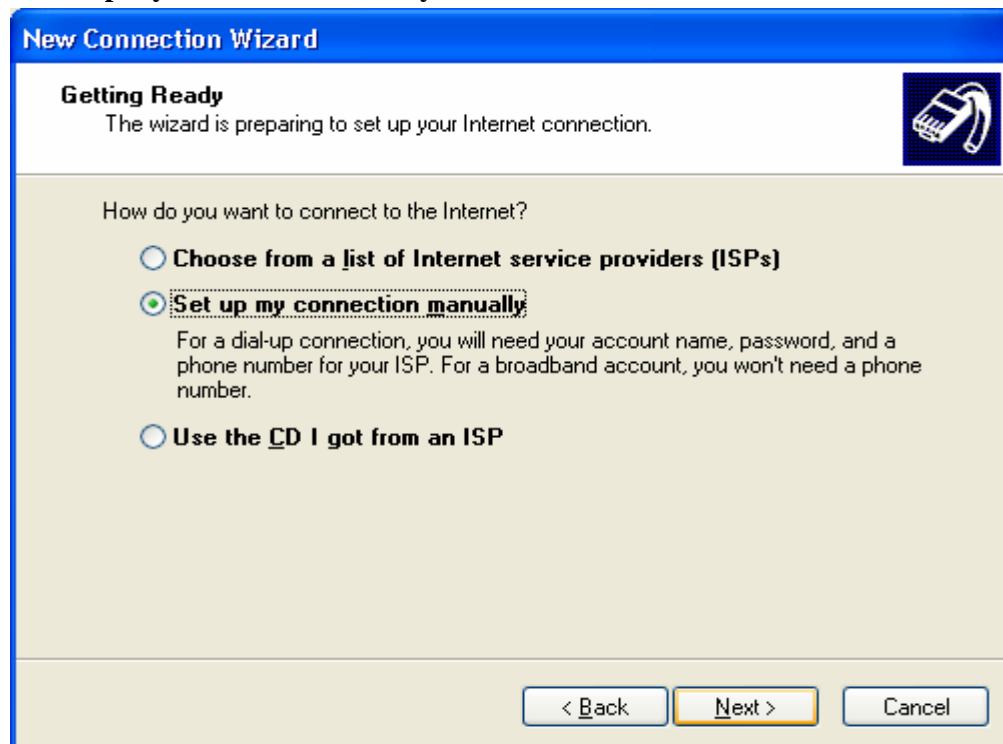 New Connection Wizard
Getting Ready
The wizard is preparing to set up your Internet connection.
How do you want to connect to the Internet?
Choose from a list of Internet service providers (ISPs)
Set up my connection manually
For a dial-up connection, you will need your account name, password, and a
phone number for your ISP. For a broadband account, you won't need a phone
number.
Use the CD I got from an ISP
< Back
Next >
Cancel